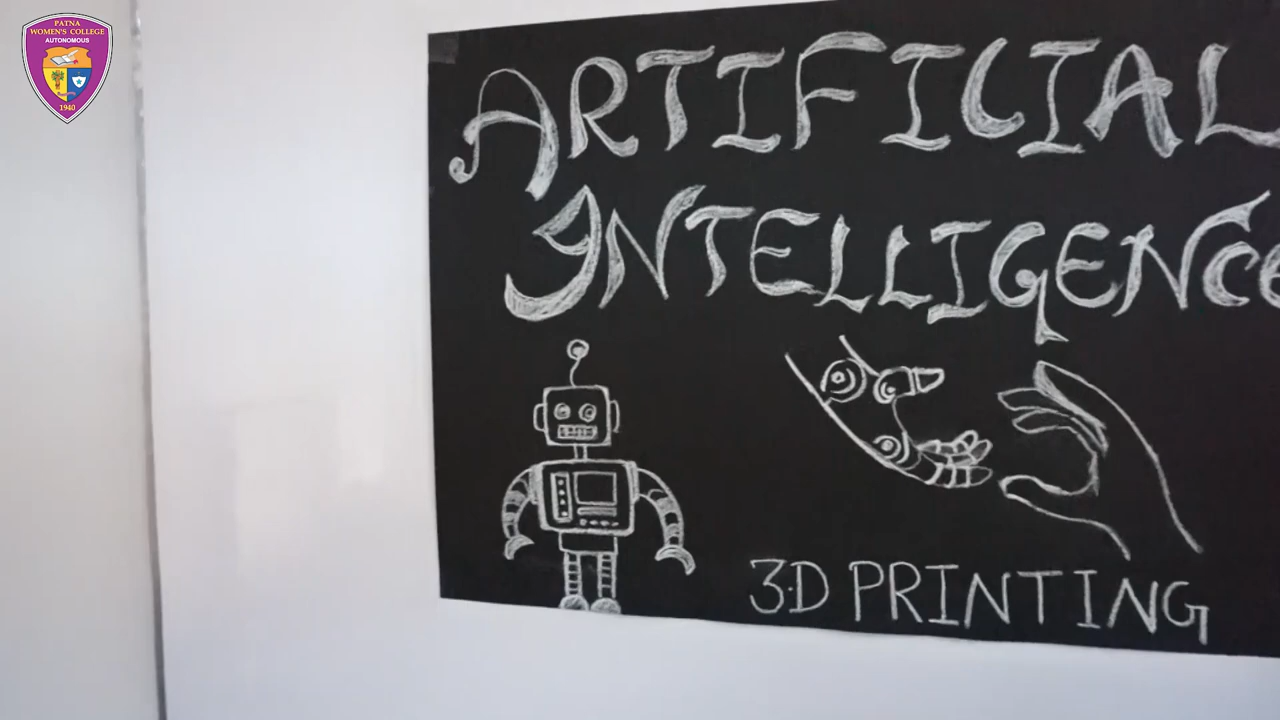 PATNA
WOMEN'S COLLEGE
AUTONOMOUS
1940
ARTIFICIAL
INTELLIGENCE
3D PRINTING